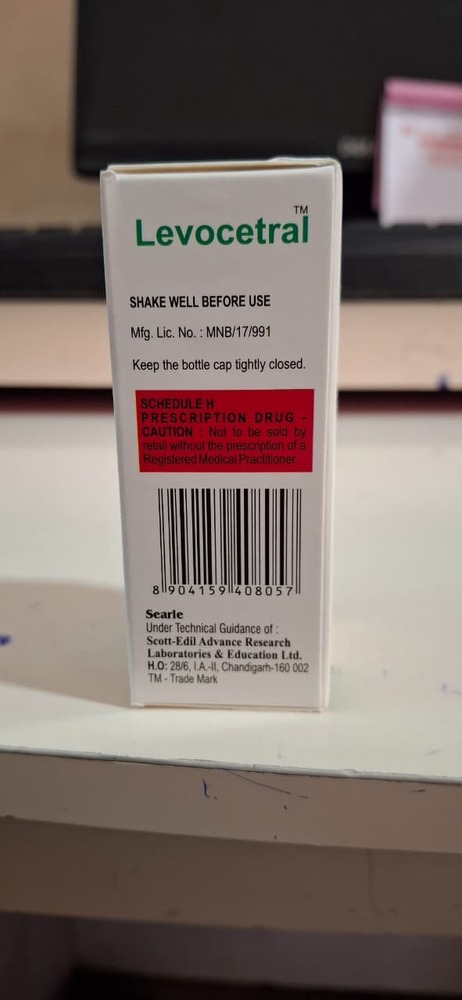 Levocetral™
SHAKE WELL BEFORE USE
Mfg. Lic. No. : MNB/17/991
Keep the bottle cap tightly closed.
SCHEDULE H
PRESCRIPTION DRUG -
CAUTION : Not to be sold by
retail without the prescription of a
Registered Medical Practitioner.
8 904159 408057
Searle
Under Technical Guidance of :
Scott-Edil Advance Research
Laboratories & Education Ltd.
H.O: 28/6, I.A.-II, Chandigarh-160 002
TM - Trade Mark